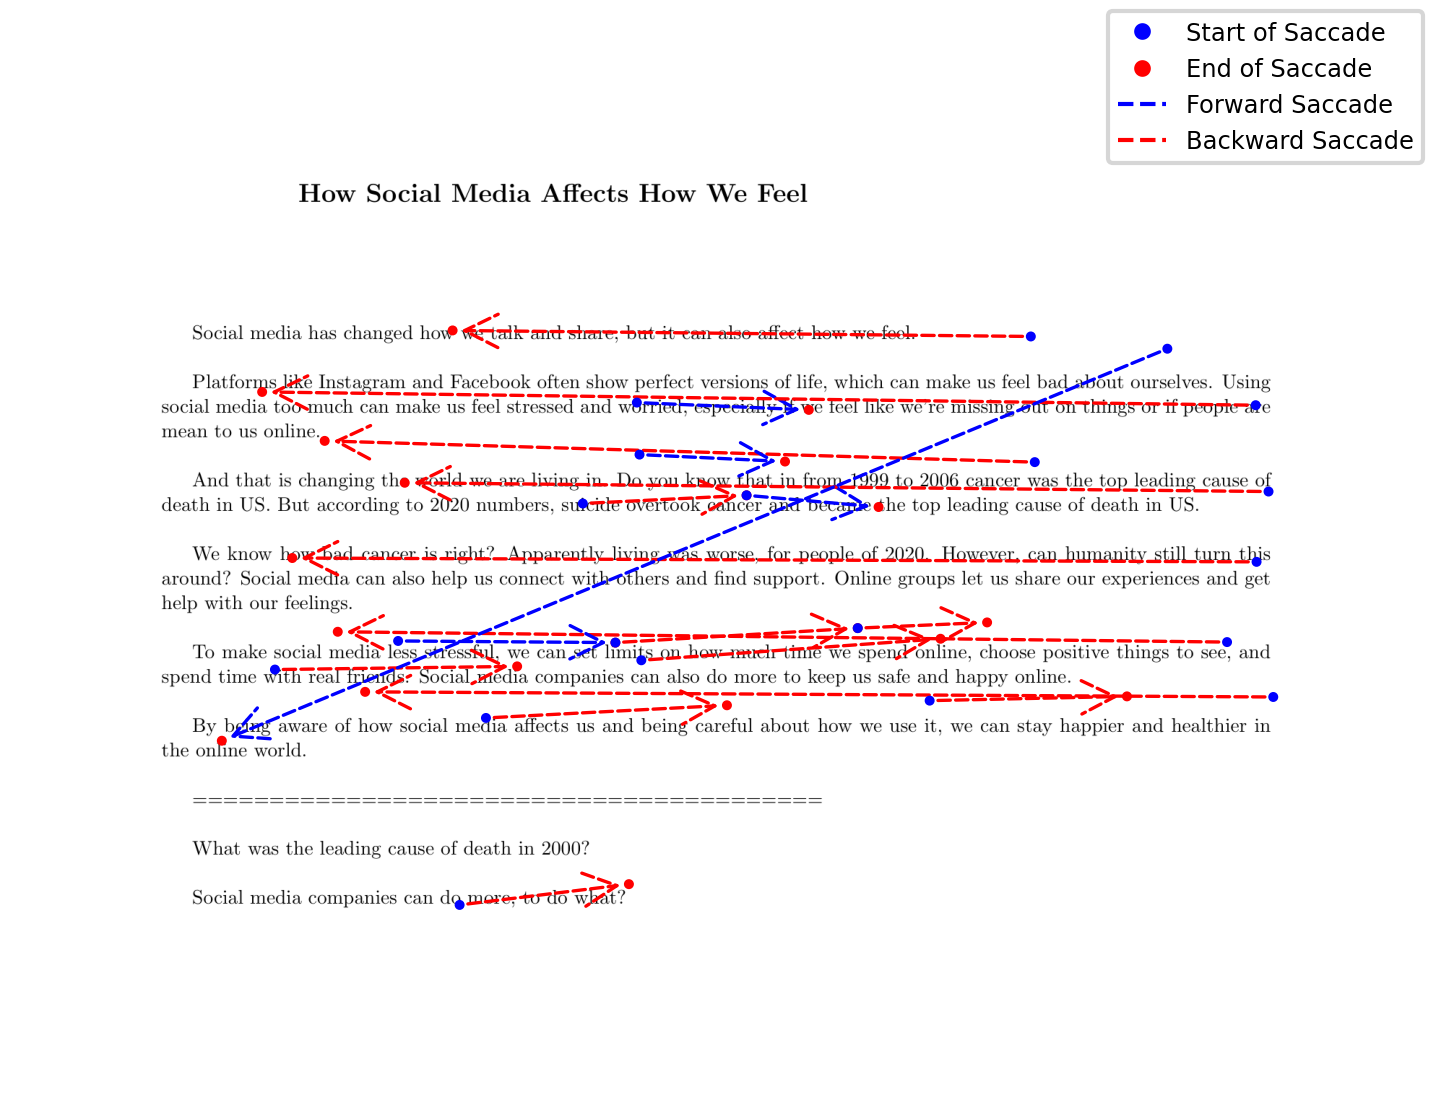 Start of Saccade
End of Saccade
Forward Saccade
Backward Saccade
How Social Media Affects How We Feel
Social media has changed how we talk and share, but it can also affect how we feel.
Platforms like Instagram and Facebook often show perfect versions of life, which can make us feel bad about ourselves. Using
social media too much can make us feel stressed and worried, especially if we feel like we're missing out on things or if people are
mean to us online.
And that is changing the world we are living in. Do you know that in from 1999 to 2006 cancer was the top leading cause of
death in US. But according to 2020 numbers, suicide overtook cancer and became the top leading cause of death in US.
We know how bad cancer is right? Apparently living was worse, for people of 2020. However, can humanity still turn this
around? Social media can also help us connect with others and find support. Online groups let us share our experiences and get
help with our feelings.
To make social media less stressful, we can set limits on how much time we spend online, choose positive things to see, and
spend time with real friends. Social media companies can also do more to keep us safe and happy online.
By being aware of how social media affects us and being careful about how we use it, we can stay happier and healthier in
the online world.
=========================================
What was the leading cause of death in 2000?
Social media companies can do more, to do what?